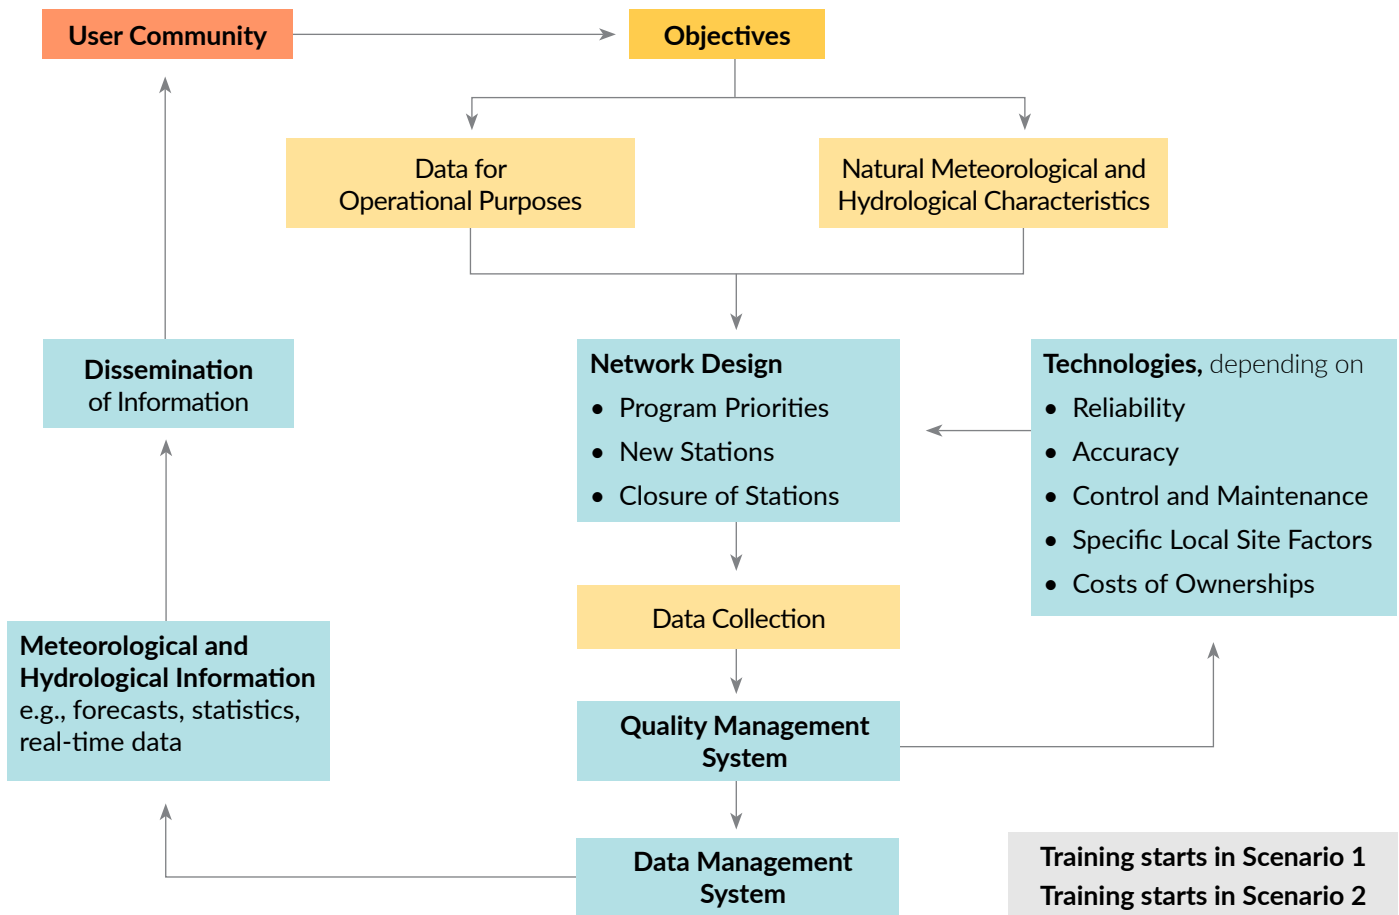 User Community
Objectives
Data for
Operational Purposes
Natural Meteorological and
Hydrological Characteristics
Dissemination
of Information
Network Design
• Program Priorities
• New Stations
• Closure of Stations
Technologies, depending on
• Reliability
• Accuracy
• Control and Maintenance
• Specific Local Site Factors
• Costs of Ownerships
Data Collection
Meteorological and
Hydrological Information
e.g., forecasts, statistics,
real-time data
Quality Management
System
Data Management
System
Training starts in Scenario 1
Training starts in Scenario 2